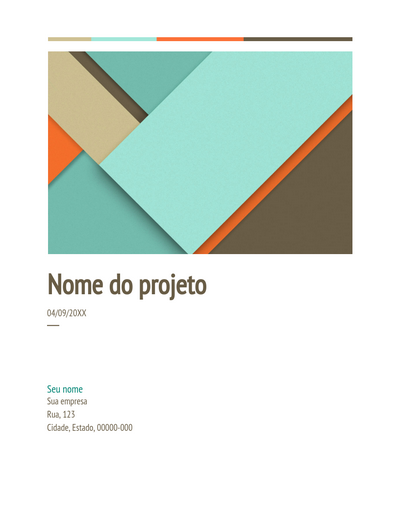 Nome do projeto
04/09/20XX
Seu nome
Sua empresa
Rua, 123
Cidade, Estado, 00000-000